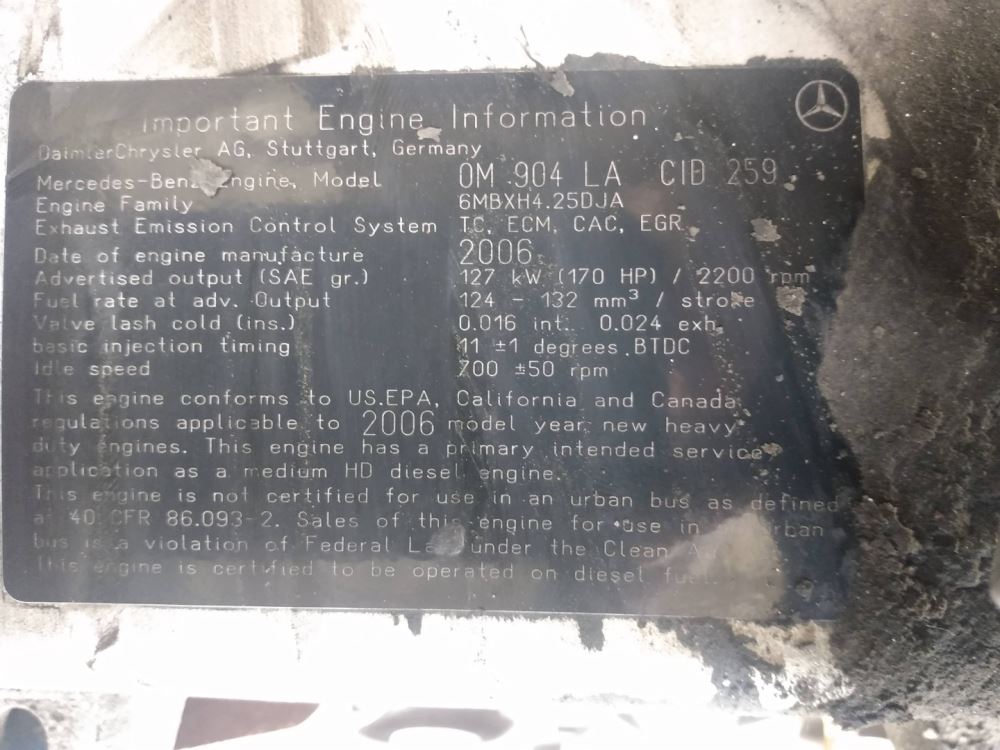 Important Engine Information
DaimlerChrysler AG, Stuttgart, Germany
Mercedes-Benz Engine, Model OM 904 LA CID 259
Engine Family 6MBXH4.25DJA
Exhaust Emission Control System TC, ECM, CAC, EGR
Date of engine manufacture 2006
Advertised output (SAE gr.) 127 kW (170 HP) / 2200 rpm
Fuel rate at adv. Output 124 - 132 mm³ / stroke
Valve lash cold (ins.) 0.016 int. 0.024 exh.
basic injection timing 11 ±1 degrees BTDC
Idle speed 700 ±50 rpm
This engine conforms to US.EPA, California and Canada
regulations applicable to 2006 model year new heavy
duty engines. This engine has a primary intended service
application as a medium HD diesel engine.
This engine is not certified for use in an urban bus as defined
at 40 CFR 86.093-2. Sales of this engine for use in urban
bus is a violation of Federal Law under the Clean
This engine is certified to be operated on diesel fuel.